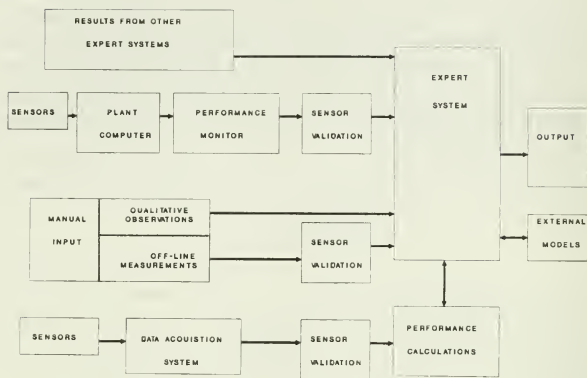 RESULTS FROM OTHER
EXPERT SYSTEMS
EXPERT
SYSTEM
SENSORS
PLANT
COMPUTER
PERFORMANCE
MONITOR
SENSOR
VALIDATION
OUTPUT
MANUAL
INPUT
QUALITATIVE
OBSERVATIONS
OFF-LINE
MEASUREMENTS
SENSOR
VALIDATION
EXTERNAL
MODELS
SENSORS
DATA ACQUISTION
SYSTEM
SENSOR
VALIDATION
PERFORMANCE
CALCULATIONS